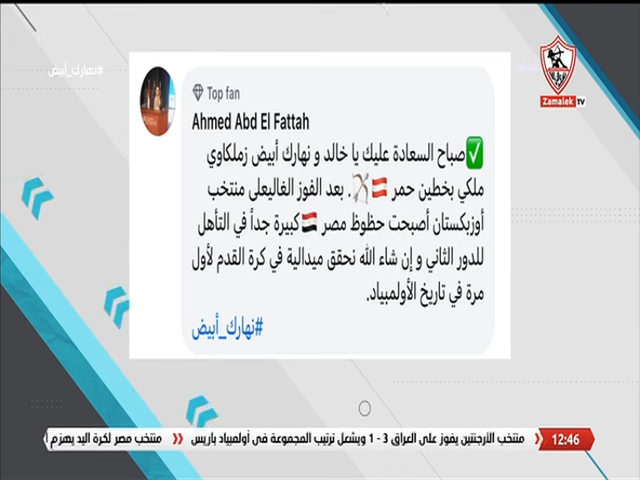 #نهارك_أبيض
Zamalek TV
Top fan
Ahmed Abd El Fattah
✅صباح السعادة عليك يا خالد و نهارك أبيض زملكاوي
ملكي بخطين حمر 🇦🇹🏹. بعد الفوز الغاليعلى منتخب
أوزبكستان أصبحت حظوظ مصر 🇪🇬كبيرة جداً في التأهل
للدور الثاني و إن شاء الله نحقق ميدالية في كرة القدم لأول
مرة في تاريخ الأولمبياد.
#نهارك_أبيض
12:46
منتخب الأرجنتين يفوز على العراق 3 - 1 ويشعل ترتيب المجموعة فى أولمبياد باريس » منتخب مصر لكرة اليد يهزم